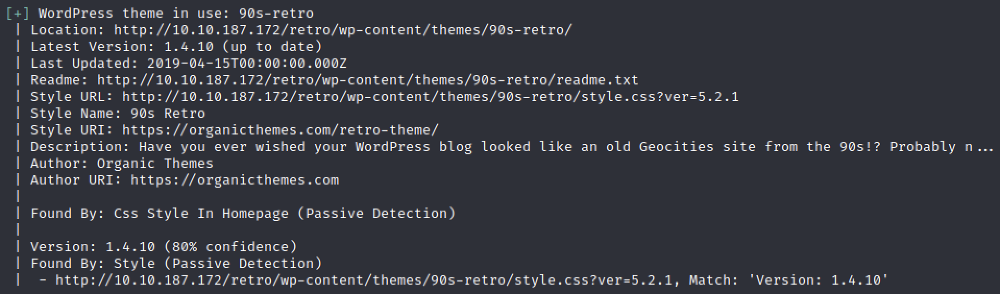 [+] WordPress theme in use: 90s-retro
| Location: http://10.10.187.172/retro/wp-content/themes/90s-retro/
| Latest Version: 1.4.10 (up to date)
| Last Updated: 2019-04-15T00:00:00.000Z
| Readme: http://10.10.187.172/retro/wp-content/themes/90s-retro/readme.txt
| Style URL: http://10.10.187.172/retro/wp-content/themes/90s-retro/style.css?ver=5.2.1
| Style Name: 90s Retro
| Style URI: https://organicthemes.com/retro-theme/
| Description: Have you ever wished your WordPress blog looked like an old Geocities site from the 90s!? Probably n...
| Author: Organic Themes
| Author URI: https://organicthemes.com
|
| Found By: Css Style In Homepage (Passive Detection)
|
| Version: 1.4.10 (80% confidence)
| Found By: Style (Passive Detection)
|  - http://10.10.187.172/retro/wp-content/themes/90s-retro/style.css?ver=5.2.1, Match: 'Version: 1.4.10'